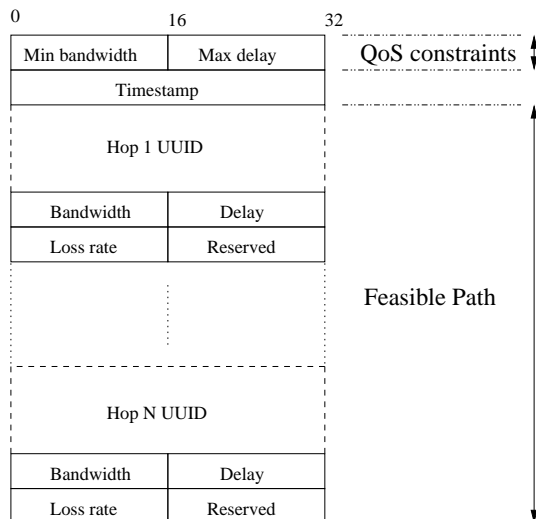 0 16 32
Min bandwidth Max delay QoS constraints
Timestamp
Hop 1 UUID
Bandwidth Delay
Loss rate Reserved
Feasible Path
Hop N UUID
Bandwidth Delay
Loss rate Reserved